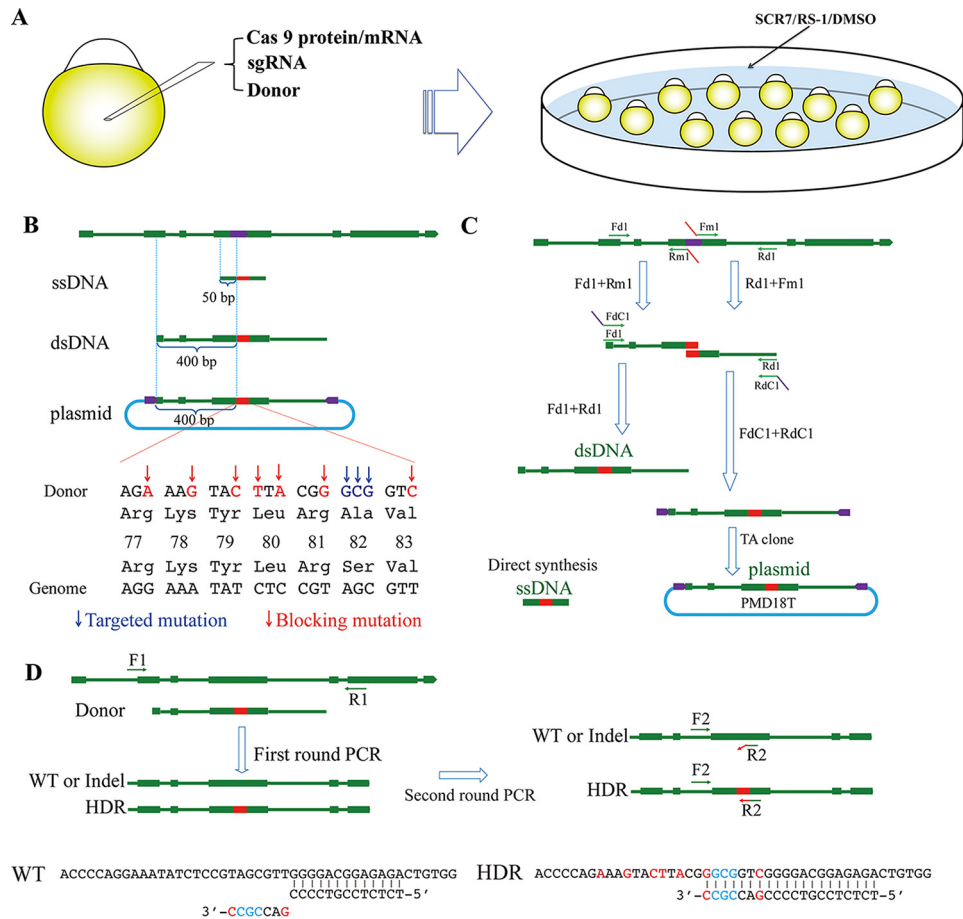 A
Cas 9 protein/mRNA
sgRNA
Donor
SCR7/RS-1/DMSO
B
ssDNA
50 bp
dsDNA
400 bp
plasmid
400 bp
Donor AGA AAG TAC TTA CGG GCG GTC
Arg Lys Tyr Leu Arg Ala Val
77 78 79 80 81 82 83
Arg Lys Tyr Leu Arg Ser Val
Genome AGG AAA TAT CTC CGT AGC GTT
↓Targeted mutation ↓Blocking mutation
C
Fd1 Fm1
Rm1 Rd1
Fd1+Rm1 Rd1+Fm1
FdC1
Fd1
Rd1
RdC1
Fd1+Rd1
FdC1+RdC1
dsDNA
TA clone
Direct synthesis
ssDNA
plasmid
PMD18T
D
F1
R1
Donor
First round PCR
WT or Indel
HDR
Second round PCR
F2
WT or Indel
R2
F2
HDR
R2
WT ACCCCAGGAAATATCTCCGTAGCGTTGGGGACGGAGAGACTGTGG
CCCCTGCCTCTCT-5′
3′-CCGCCAG
HDR ACCCCAGAAAGTACTTACGGGCGGTCGGGGACGGAGAGACTGTGG
3′-CCGCCAGCCCCTGCCTCTCT-5′